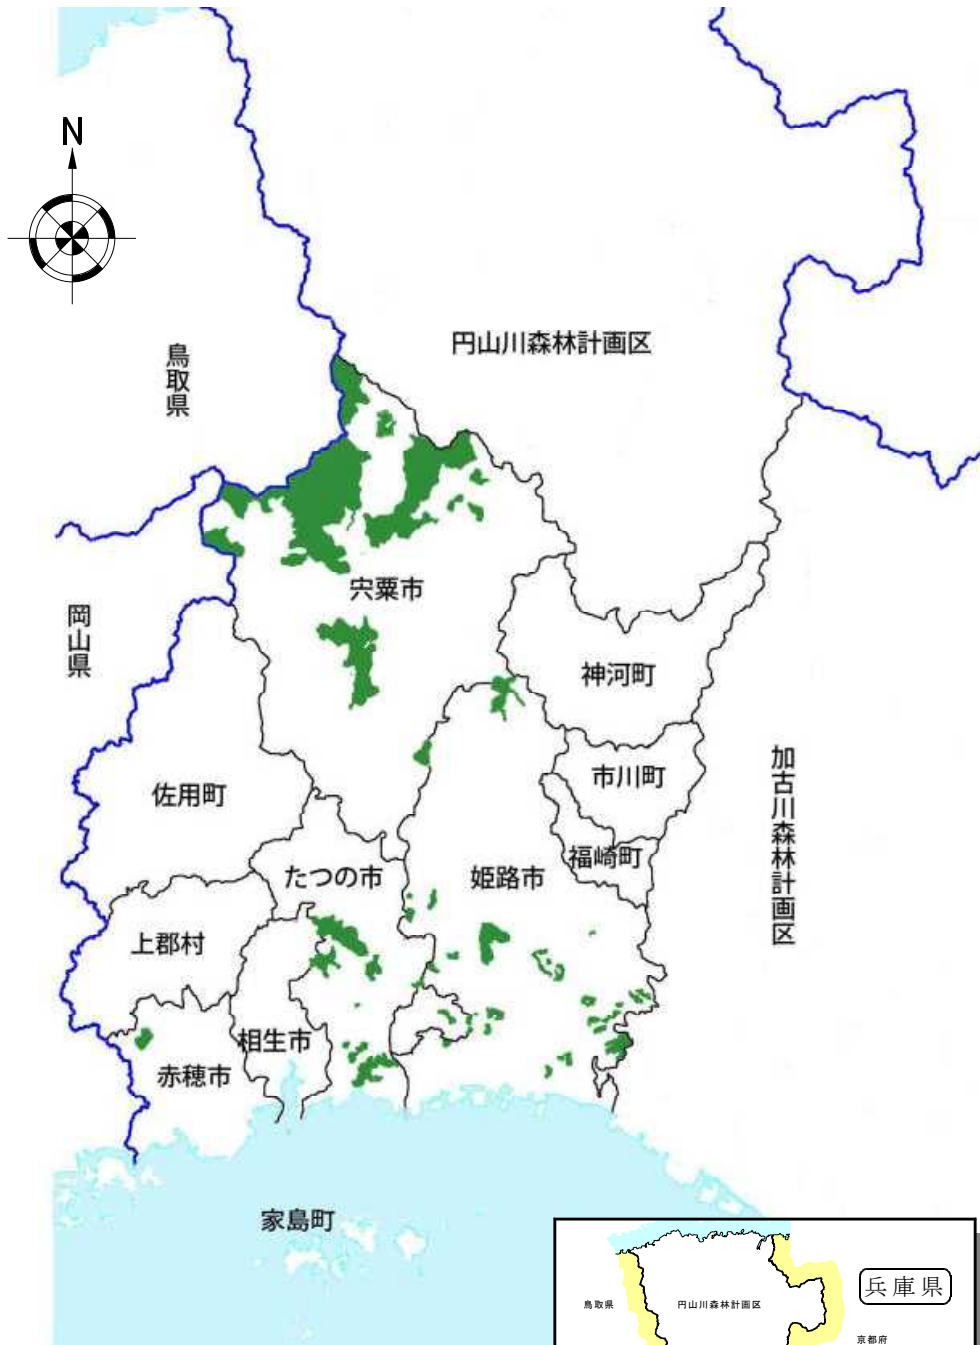 N
円山川森林計画区
鳥取県
岡山県
宍粟市
神河町
佐用町
市川町
加古川森林計画区
福崎町
たつの市
姫路市
上郡村
相生市
赤穂市
家島町
兵庫県
鳥取県
円山川森林計画区
京都府